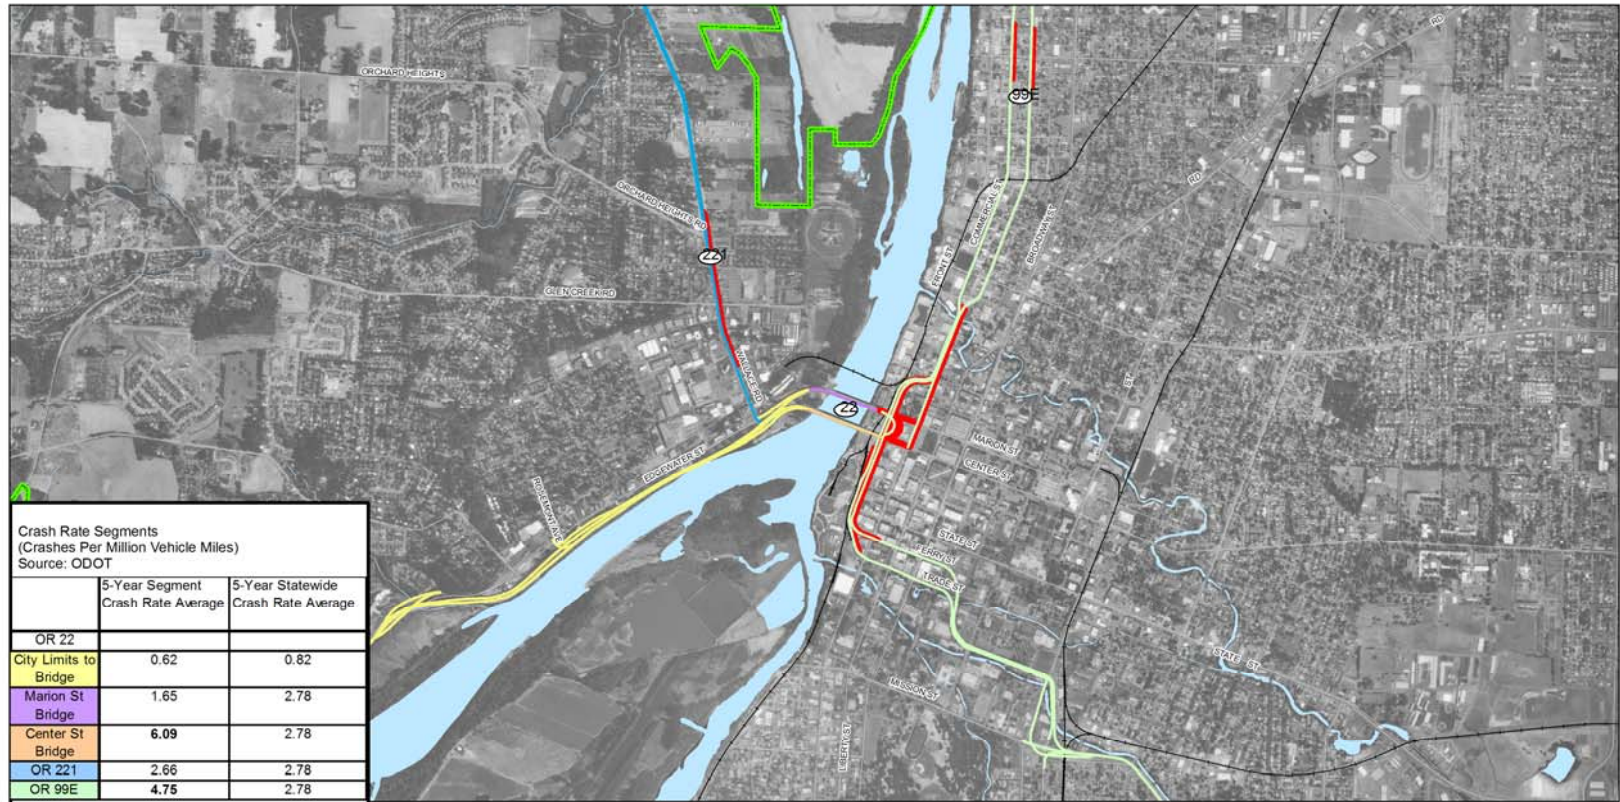 ORCHARD HEIGHTS
RD
99E
RD
ORCHARD HEIGHTS RD
COMMERCIAL ST
BROADWAY ST
221
FRONT ST
GLEN CREEK RD
WALLACE RD
ST
22
MARION ST
EDGEWATER ST
CENTER ST
ROSEMONT AVE
STATE ST
FERRY ST
TRADE ST
STATE ST
MISSION ST
LIBERTY ST
Crash Rate Segments
(Crashes Per Million Vehicle Miles)
Source: ODOT
5-Year Segment 5-Year Statewide
Crash Rate Average Crash Rate Average
OR 22
City Limits to 0.62 0.82
Bridge
Marion St 1.65 2.78
Bridge
Center St 6.09 2.78
Bridge
OR 221 2.66 2.78
OR 99E 4.75 2.78